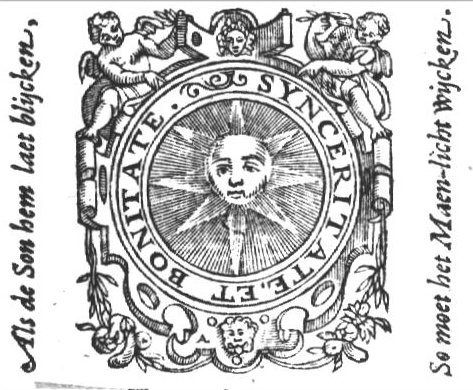 Als de Son hem laet blijcken,
SYNCERITATE, ET BONITATE.
So moet het Maen-licht wijcken.